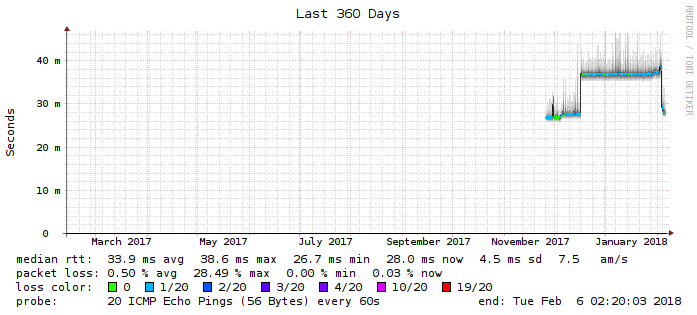 Last 360 Days
RRDTOOL / TOBI OETIKER
Seconds
40 m
30 m
20 m
10 m
0
March 2017 May 2017 July 2017 September 2017 November 2017 January 2018
median rtt: 33.9 ms avg 38.6 ms max 26.7 ms min 28.0 ms now 4.5 ms sd 7.5 am/s
packet loss: 0.50 % avg 28.49 % max 0.00 % min 0.03 % now
loss color: 0 1/20 2/20 3/20 4/20 10/20 19/20
probe: 20 ICMP Echo Pings (56 Bytes) every 60s end: Tue Feb 6 02:20:03 2018